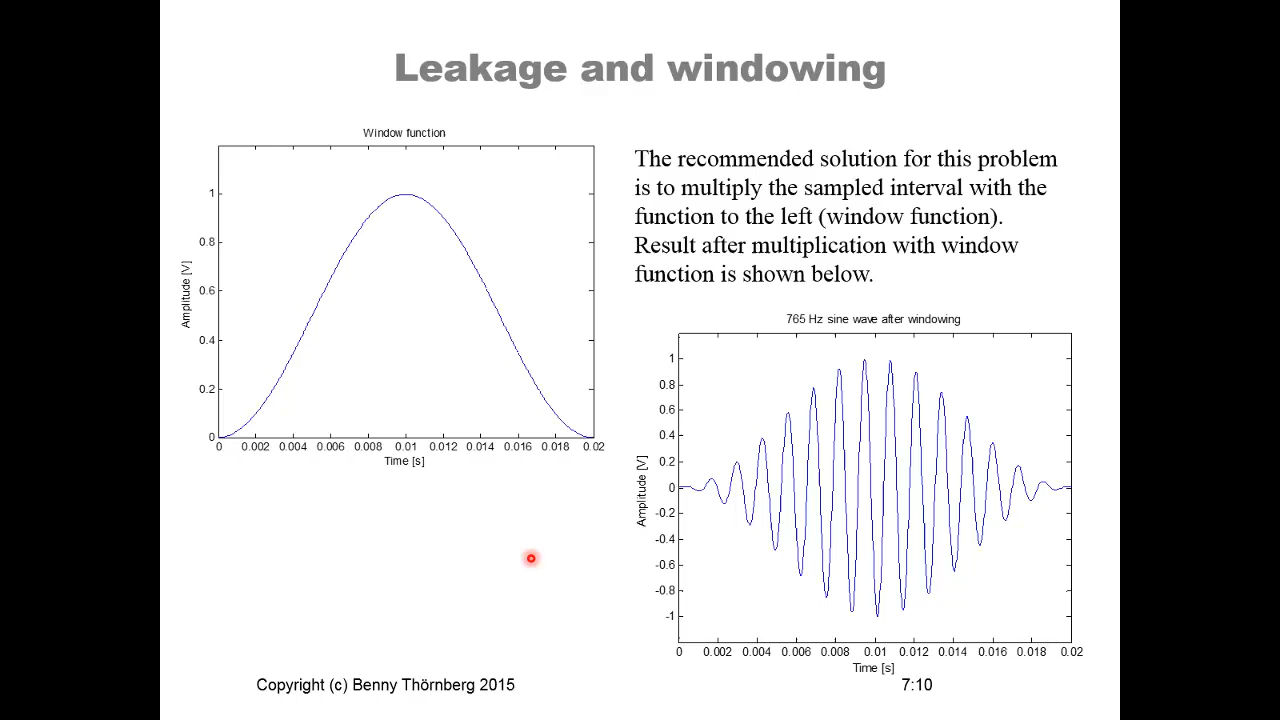 Leakage and windowing
Window function
Amplitude [V]
1
0.8
0.6
0.4
0.2
0
0 0.002 0.004 0.006 0.008 0.01 0.012 0.014 0.016 0.018 0.02
Time [s]
The recommended solution for this problem
is to multiply the sampled interval with the
function to the left (window function).
Result after multiplication with window
function is shown below.
765 Hz sine wave after windowing
Amplitude [V]
1
0.8
0.6
0.4
0.2
0
-0.2
-0.4
-0.6
-0.8
-1
0 0.002 0.004 0.006 0.008 0.01 0.012 0.014 0.016 0.018 0.02
Time [s]
Copyright (c) Benny Thörnberg 2015
7:10